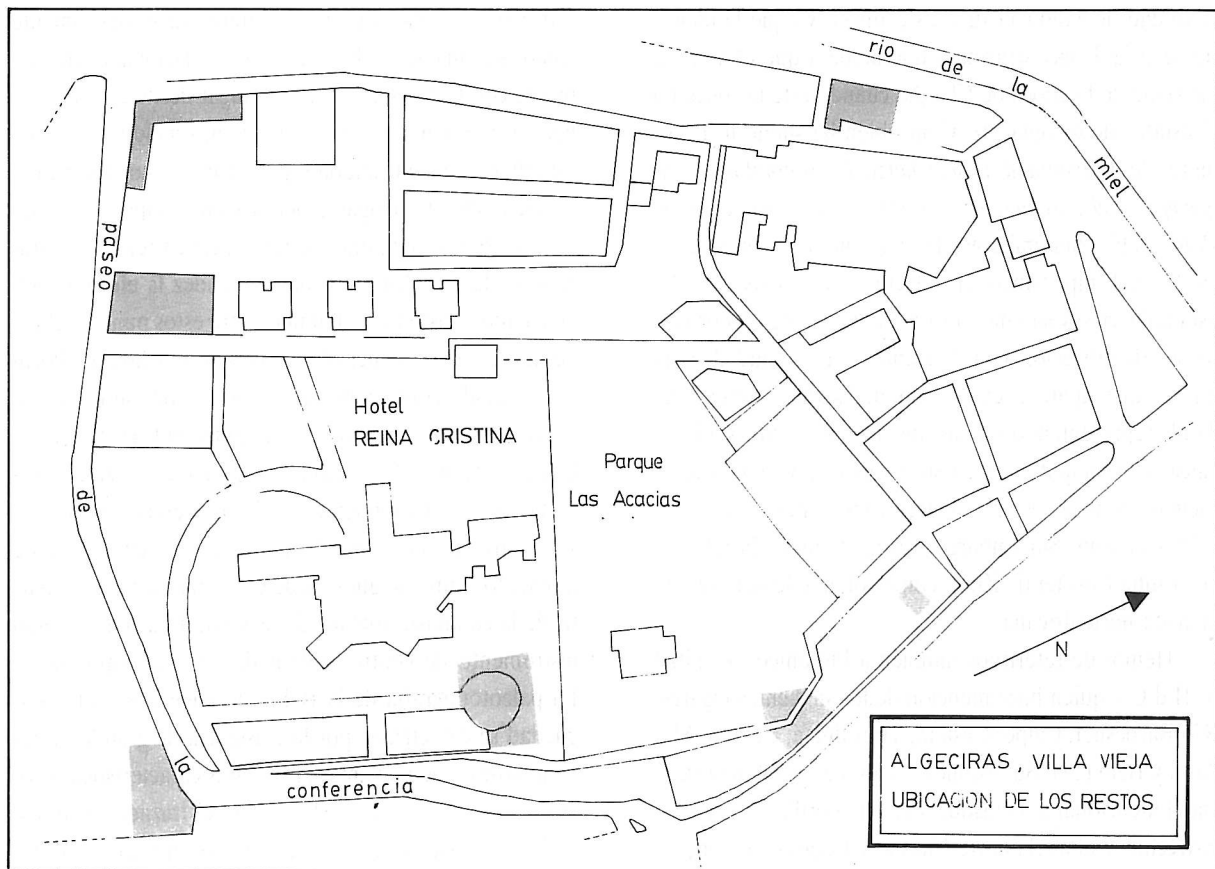 rio de la miel
paseo de la conferéncia
Hotel
REINA CRISTINA
Parque
Las Acacias
N
ALGECIRAS, VILLA VIEJA
UBICACION DE LOS RESTOS